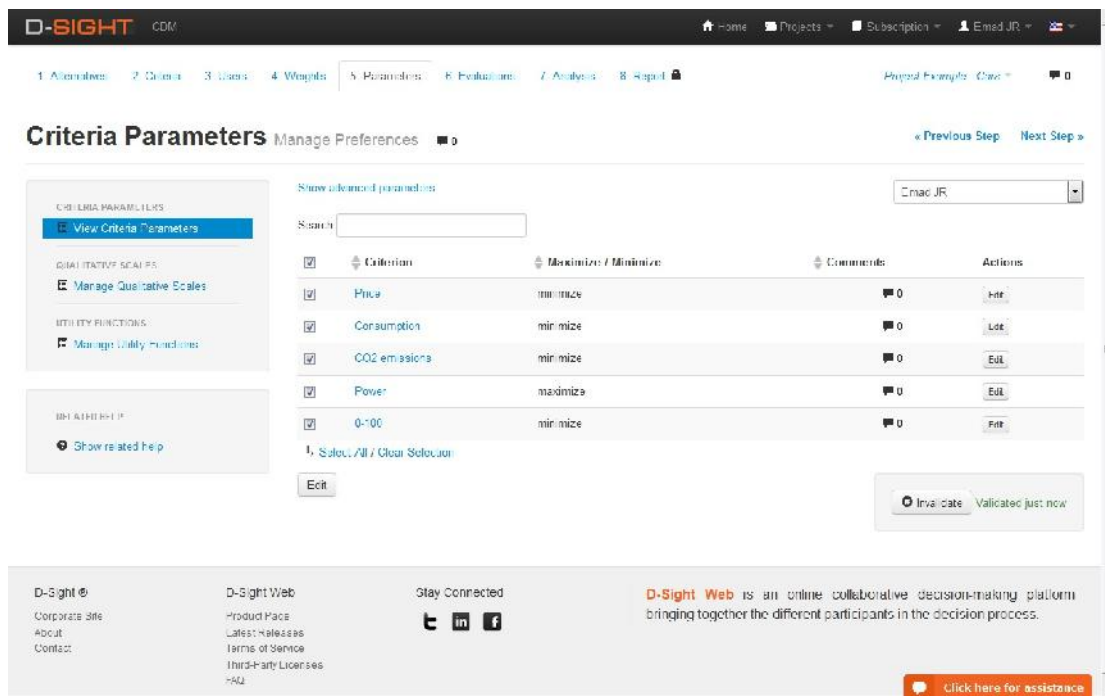 D-SIGHT CDM Home Projects Subscription Emad JR
1 Alternatives 2 Criteria 3 Users 4 Weights 5 Parameters 6 Evaluations 7 Analysis 8 Report Project Example - Cars 0
Criteria Parameters Manage Preferences 0 « Previous Step Next Step »
CRITERIA PARAMETERS
View Criteria Parameters
QUALITATIVE SCALES
Manage Qualitative Scales
UTILITY FUNCTIONS
Manage Utility Functions
RELATED HELP
Show related help
Show advanced parameters Emad JR
Search
Criterion Maximize / Minimize Comments Actions
Price minimize 0 Edit
Consumption minimize 0 Edit
CO2 emissions minimize 0 Edit
Power maximize 0 Edit
0-100 minimize 0 Edit
Select All / Clear Selection
Edit
Invalidate Validated just now
D-Sight ®
Corporate Site
About
Contact
D-Sight Web
Product Page
Latest Releases
Terms of Service
Third-Party Licenses
FAQ
Stay Connected
D-Sight Web is an online collaborative decision-making platform
bringing together the different participants in the decision process.
Click here for assistance